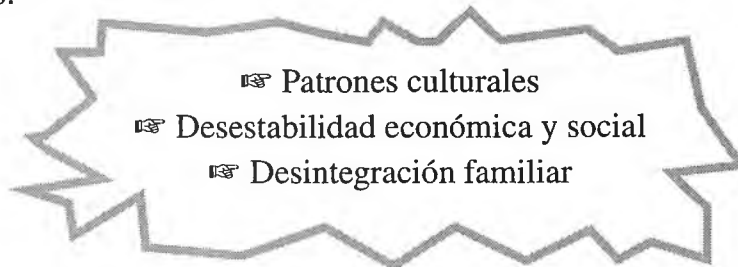 ☞ Patrones culturales
☞ Desestabilidad económica y social
☞ Desintegración familiar